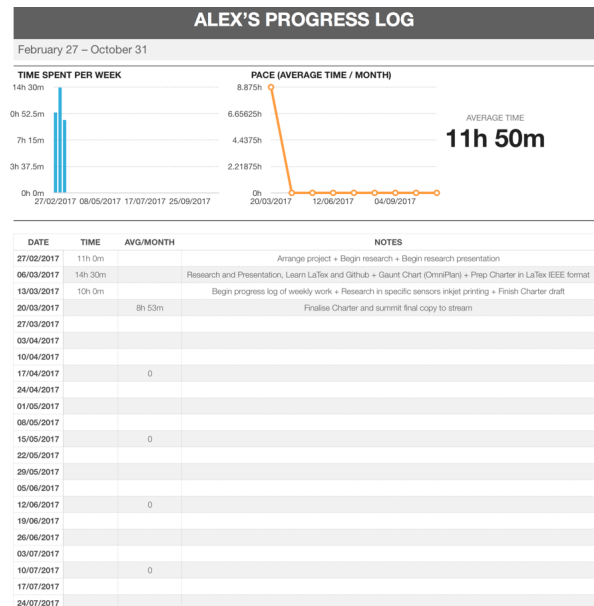 ALEX'S PROGRESS LOG
February 27 – October 31
TIME SPENT PER WEEK
14h 30m
0h 52.5m
7h 15m
3h 37.5m
0h 0m
27/02/2017 08/05/2017 17/07/2017 25/09/2017
PACE (AVERAGE TIME / MONTH)
8.875h
6.65625h
4.4375h
2.21875h
0h
20/03/2017 12/06/2017 04/09/2017
AVERAGE TIME
11h 50m
DATE TIME AVG/MONTH NOTES
27/02/2017 11h 0m Arrange project + Begin research + Begin research presentation
06/03/2017 14h 30m Research and Presentation, Learn LaTex and Github + Gaunt Chart (OmniPlan) + Prep Charter in LaTex IEEE format
13/03/2017 10h 0m Begin progress log of weekly work + Research in specific sensors inkjet printing + Finish Charter draft
20/03/2017 8h 53m Finalise Charter and summit final copy to stream
27/03/2017
03/04/2017
10/04/2017
17/04/2017 0
24/04/2017
01/05/2017
08/05/2017
15/05/2017 0
22/05/2017
29/05/2017
05/06/2017
12/06/2017 0
19/06/2017
26/06/2017
03/07/2017
10/07/2017 0
17/07/2017
24/07/2017